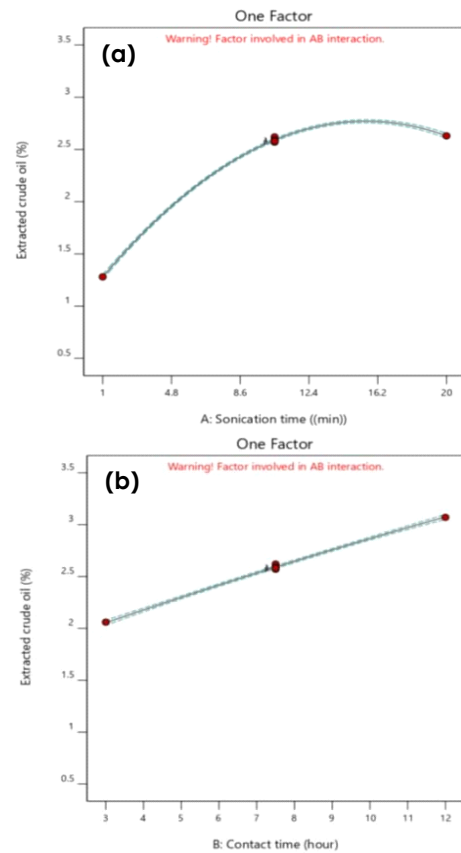 One Factor
Warning! Factor involved in AB interaction.
(a)
3.5
3
2.5
2
1.5
1
0.5
Extracted crude oil (%)
1 4.8 8.6 12.4 16.2 20
A: Sonication time ((min))
One Factor
Warning! Factor involved in AB interaction.
(b)
3.5
3
2.5
2
1.5
1
0.5
Extracted crude oil (%)
3 4 5 6 7 8 9 10 11 12
B: Contact time (hour)